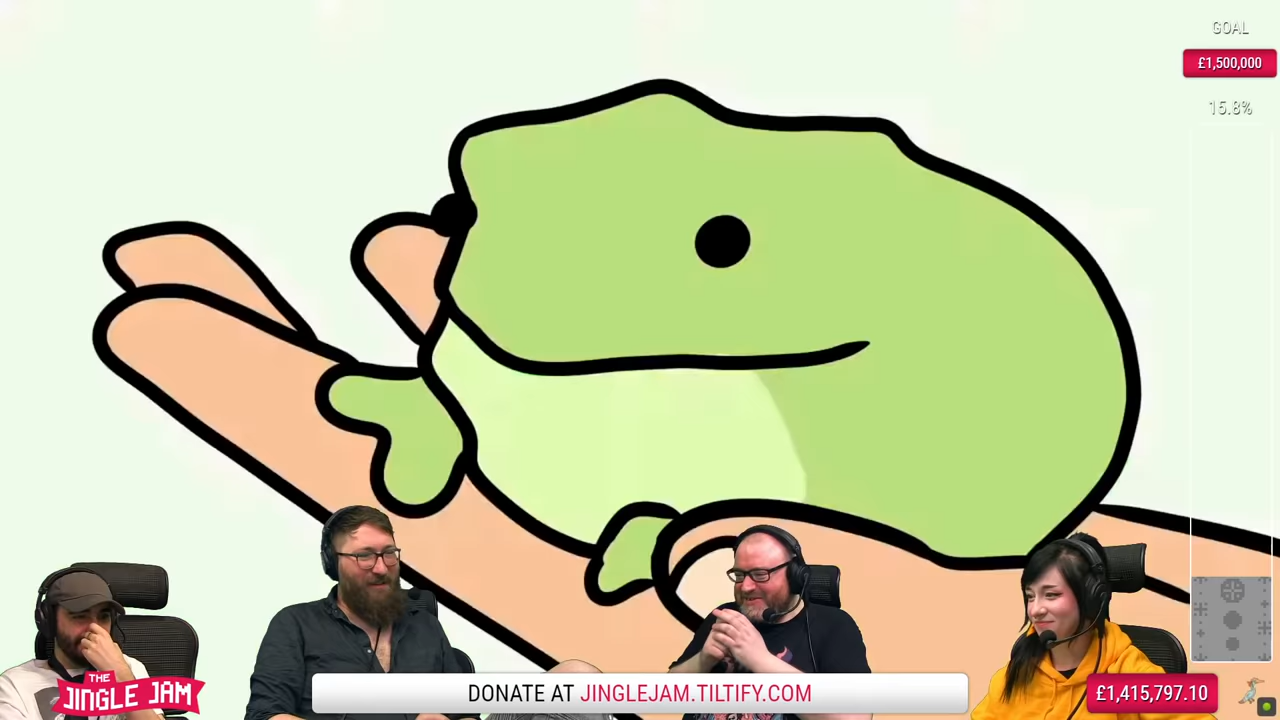 GOAL
£1,500,000
15.8%
THE
JINGLE JAM
DONATE AT JINGLEJAM.TILTIFY.COM
£1,415,797.10